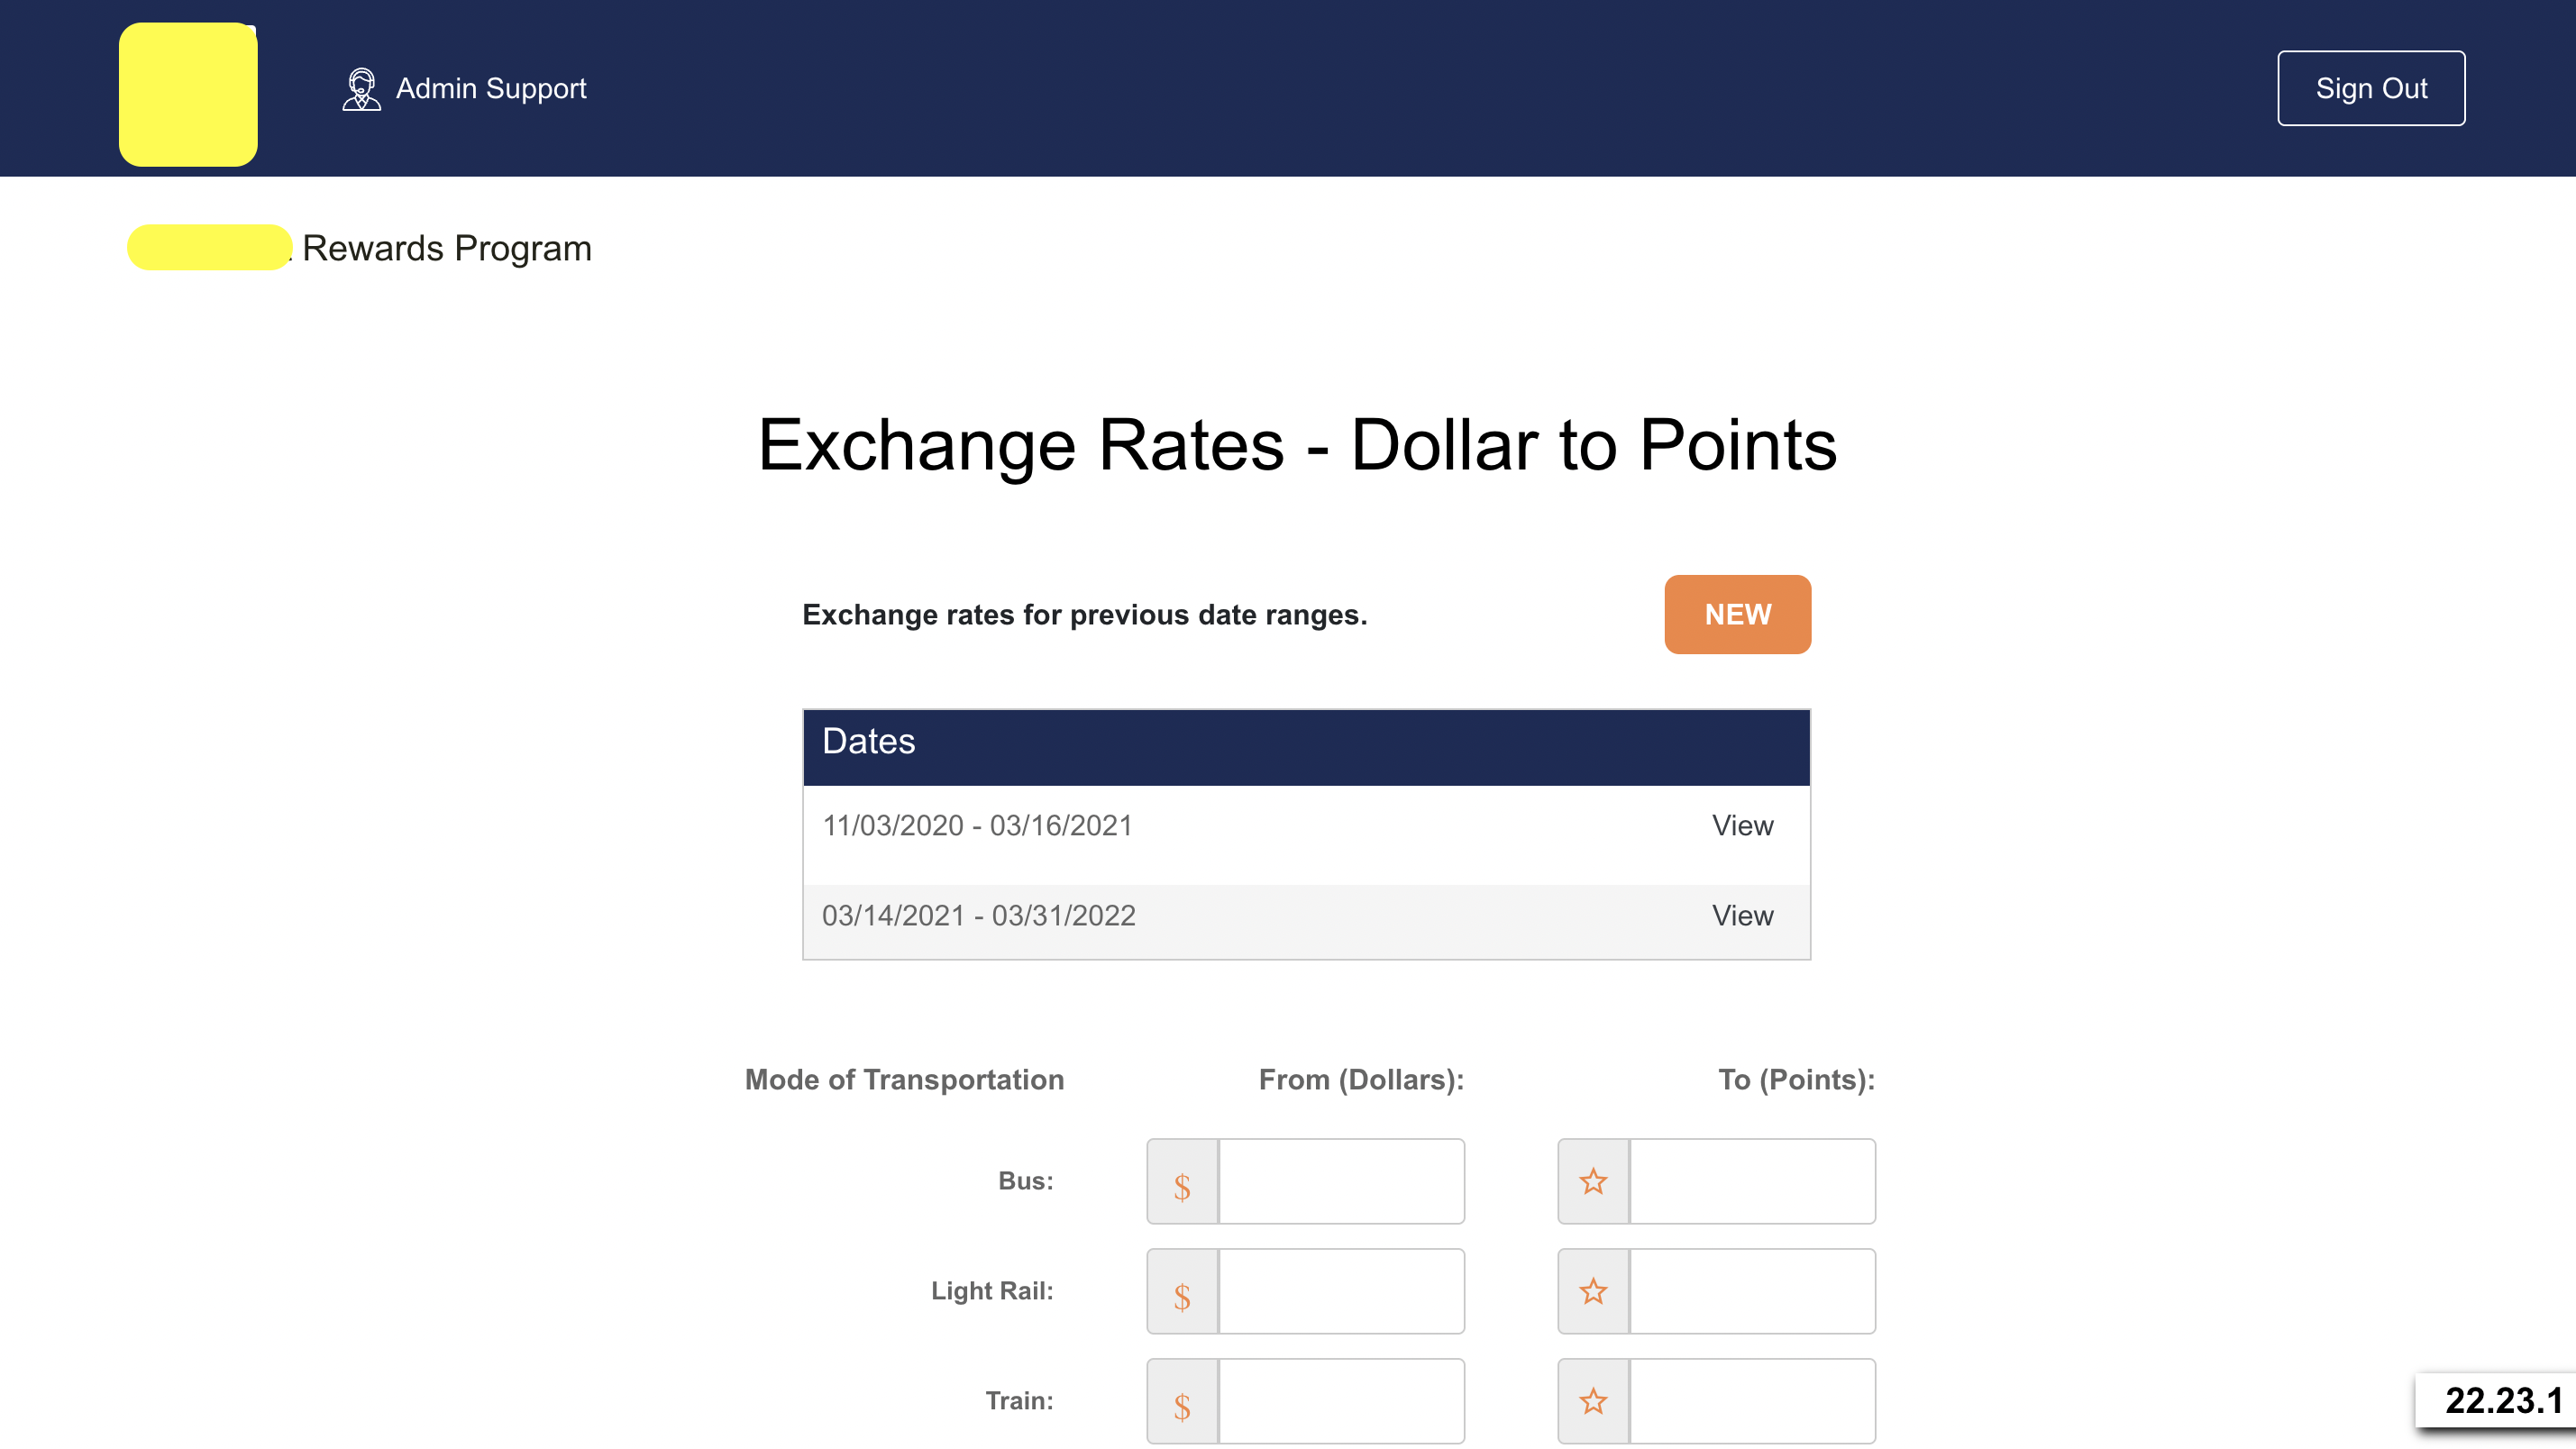 Admin Support
Sign Out
Rewards Program
Exchange Rates - Dollar to Points
Exchange rates for previous date ranges.
NEW
Dates
11/03/2020 - 03/16/2021 View
03/14/2021 - 03/31/2022 View
Mode of Transportation From (Dollars): To (Points):
Bus: $
Light Rail: $
Train: $
22.23.1